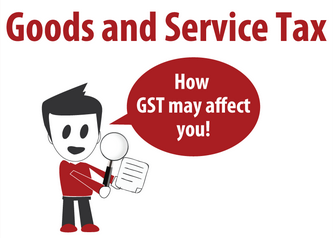 Goods and Service Tax
How
GST may affect
you!